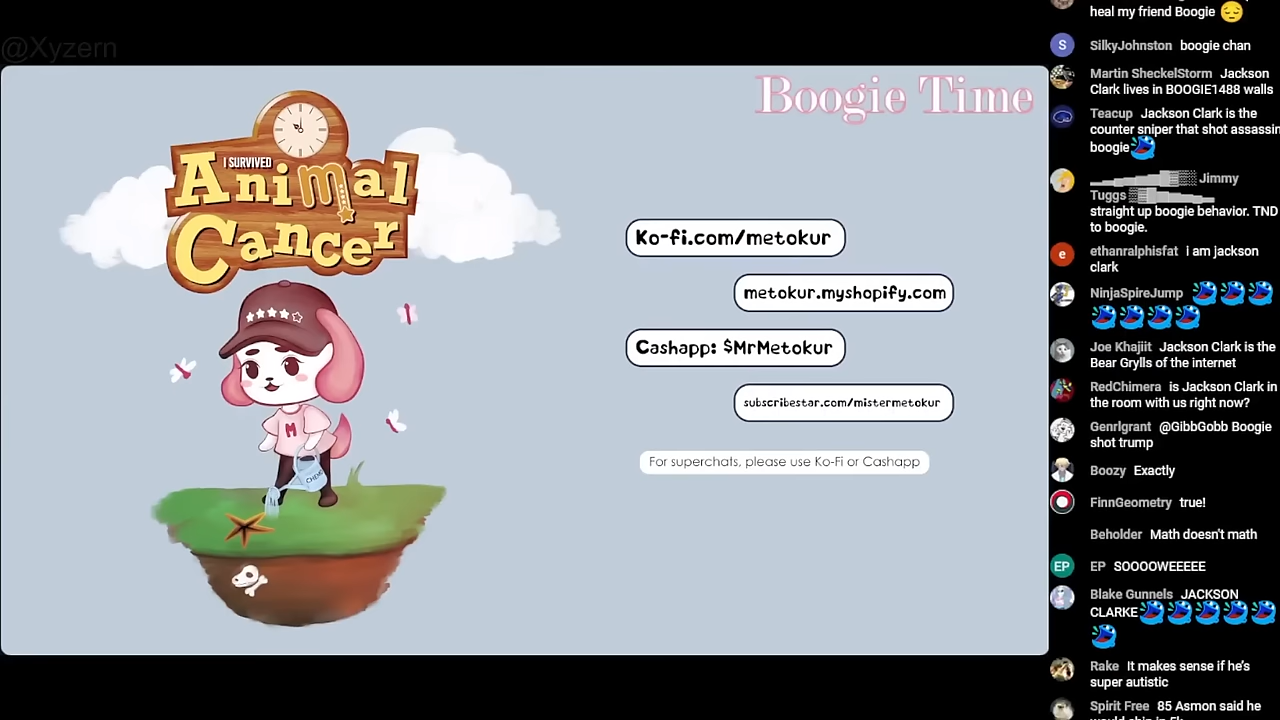 @Xyzern
Boogie Time
I SURVIVED
Animal
Cancer
M
CHEMO
Ko-fi.com/metokur
metokur.myshopify.com
Cashapp: $MrMetokur
subscribestar.com/mistermetokur
For superchats, please use Ko-Fi or Cashapp
heal my friend Boogie 😔
S SilkyJohnston boogie chan
Martin SheckelStorm Jackson
Clark lives in BOOGIE1488 walls
Teacup Jackson Clark is the
counter sniper that shot assassin
boogie
Jimmy
Tuggs
straight up boogie behavior. TND
to boogie.
e ethanralphisfat i am jackson
clark
NinjaSpireJump
Joe Khajiit Jackson Clark is the
Bear Grylls of the internet
RedChimera is Jackson Clark in
the room with us right now?
Genrlgrant @GibbGobb Boogie
shot trump
Boozy Exactly
FinnGeometry true!
Beholder Math doesn't math
EP EP SOOOOWEEEEE
Blake Gunnels JACKSON
CLARKE
Rake It makes sense if he's
super autistic
Spirit Free 85 Asmon said he